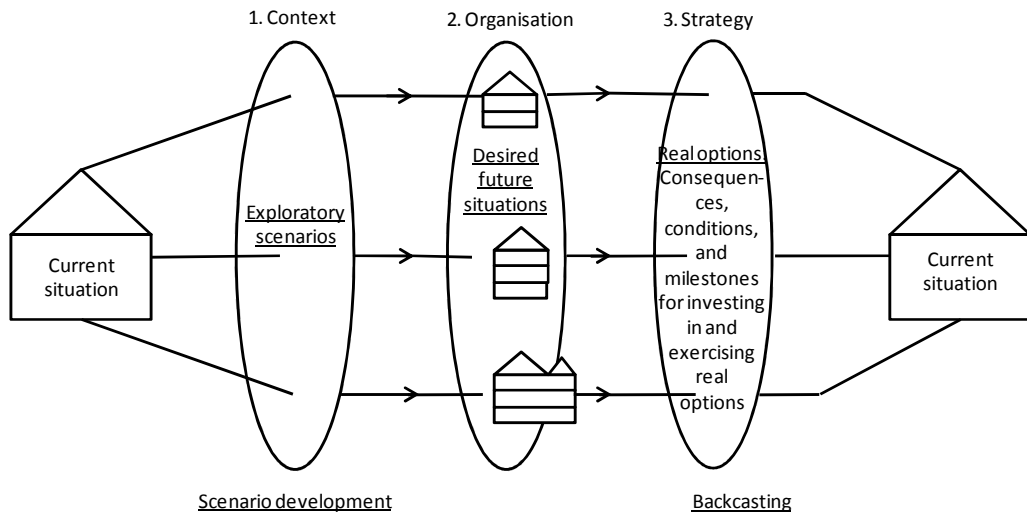 1. Context
2. Organisation
3. Strategy
Current
situation
Exploratory
scenarios
Desired
future
situations
Real options:
Consequen-
ces,
conditions,
and
milestones
for investing
in and
exercising
real
options
Current
situation
Scenario development
Backcasting